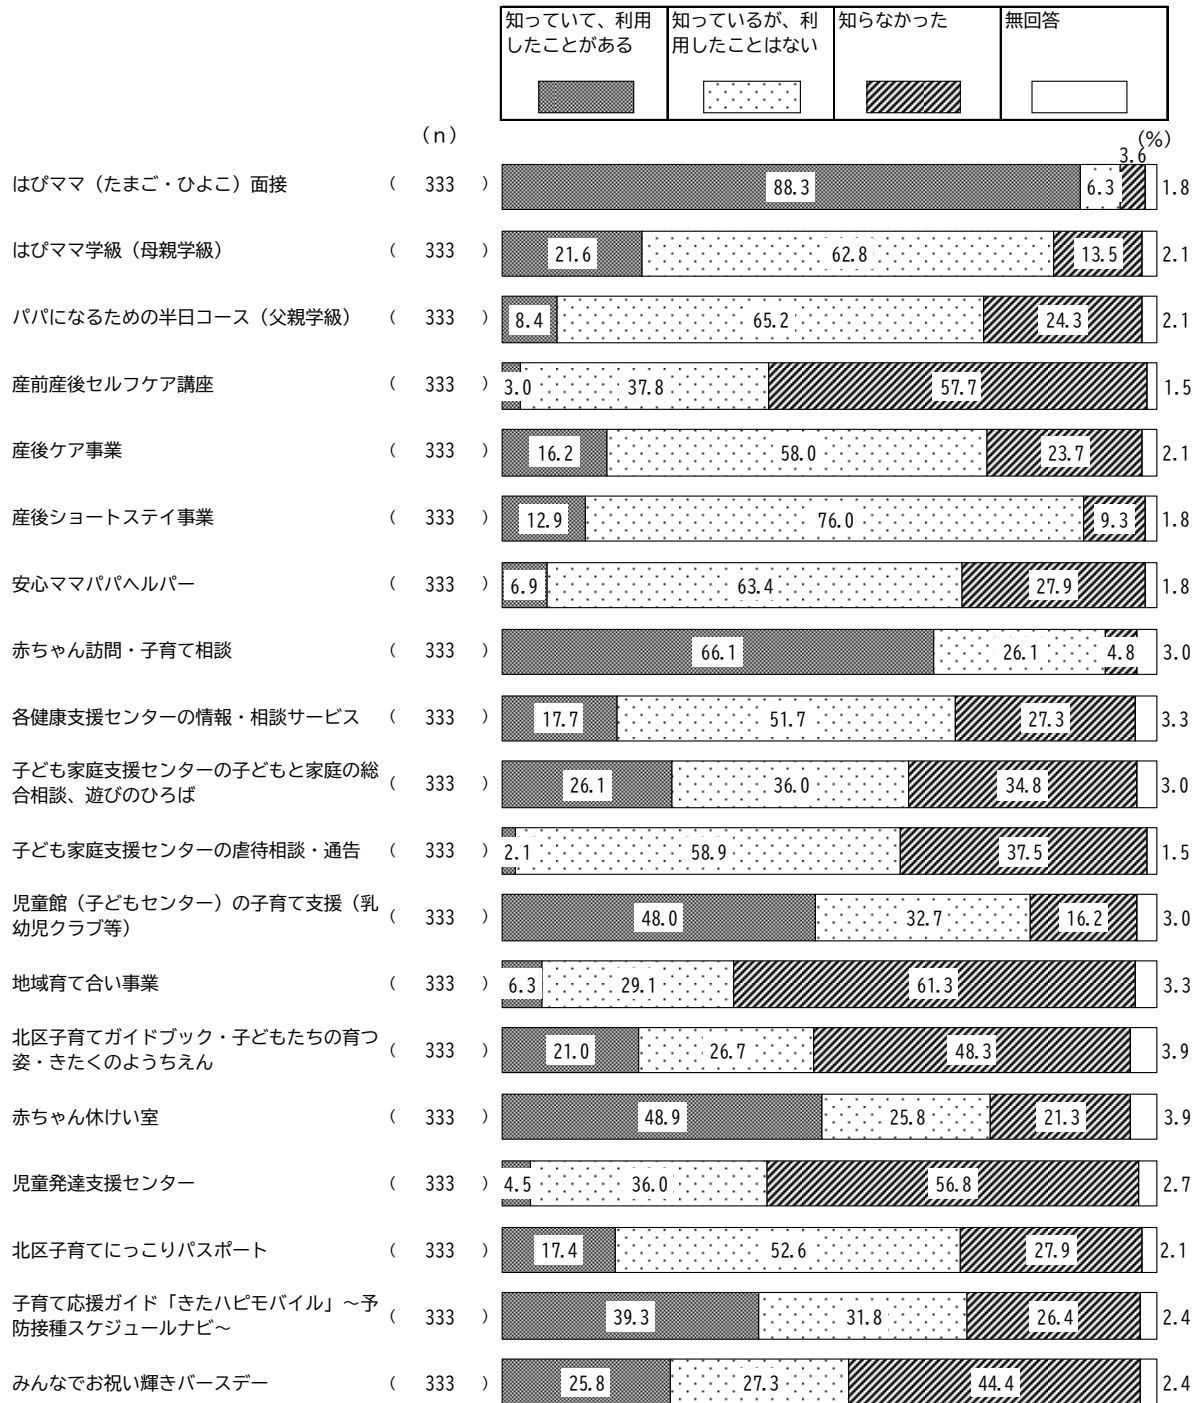 知っていて、利用
したことがある
知っているが、利
用したことはない
知らなかった
無回答
(n)
(%)
はぴママ（たまご・ひよこ）面接 ( 333 ) 88.3 6.3 3.6 1.8
はぴママ学級（母親学級） ( 333 ) 21.6 62.8 13.5 2.1
パパになるための半日コース（父親学級） ( 333 ) 8.4 65.2 24.3 2.1
産前産後セルフケア講座 ( 333 ) 3.0 37.8 57.7 1.5
産後ケア事業 ( 333 ) 16.2 58.0 23.7 2.1
産後ショートステイ事業 ( 333 ) 12.9 76.0 9.3 1.8
安心ママパパヘルパー ( 333 ) 6.9 63.4 27.9 1.8
赤ちゃん訪問・子育て相談 ( 333 ) 66.1 26.1 4.8 3.0
各健康支援センターの情報・相談サービス ( 333 ) 17.7 51.7 27.3 3.3
子ども家庭支援センターの子どもと家庭の総
合相談、遊びのひろば ( 333 ) 26.1 36.0 34.8 3.0
子ども家庭支援センターの虐待相談・通告 ( 333 ) 2.1 58.9 37.5 1.5
児童館（子どもセンター）の子育て支援（乳
幼児クラブ等） ( 333 ) 48.0 32.7 16.2 3.0
地域育て合い事業 ( 333 ) 6.3 29.1 61.3 3.3
北区子育てガイドブック・子どもたちの育つ
姿・きたくのようちえん ( 333 ) 21.0 26.7 48.3 3.9
赤ちゃん休けい室 ( 333 ) 48.9 25.8 21.3 3.9
児童発達支援センター ( 333 ) 4.5 36.0 56.8 2.7
北区子育てにっこりパスポート ( 333 ) 17.4 52.6 27.9 2.1
子育て応援ガイド「きたハピモバイル」～予
防接種スケジュールナビ～ ( 333 ) 39.3 31.8 26.4 2.4
みんなでお祝い輝きバースデー ( 333 ) 25.8 27.3 44.4 2.4